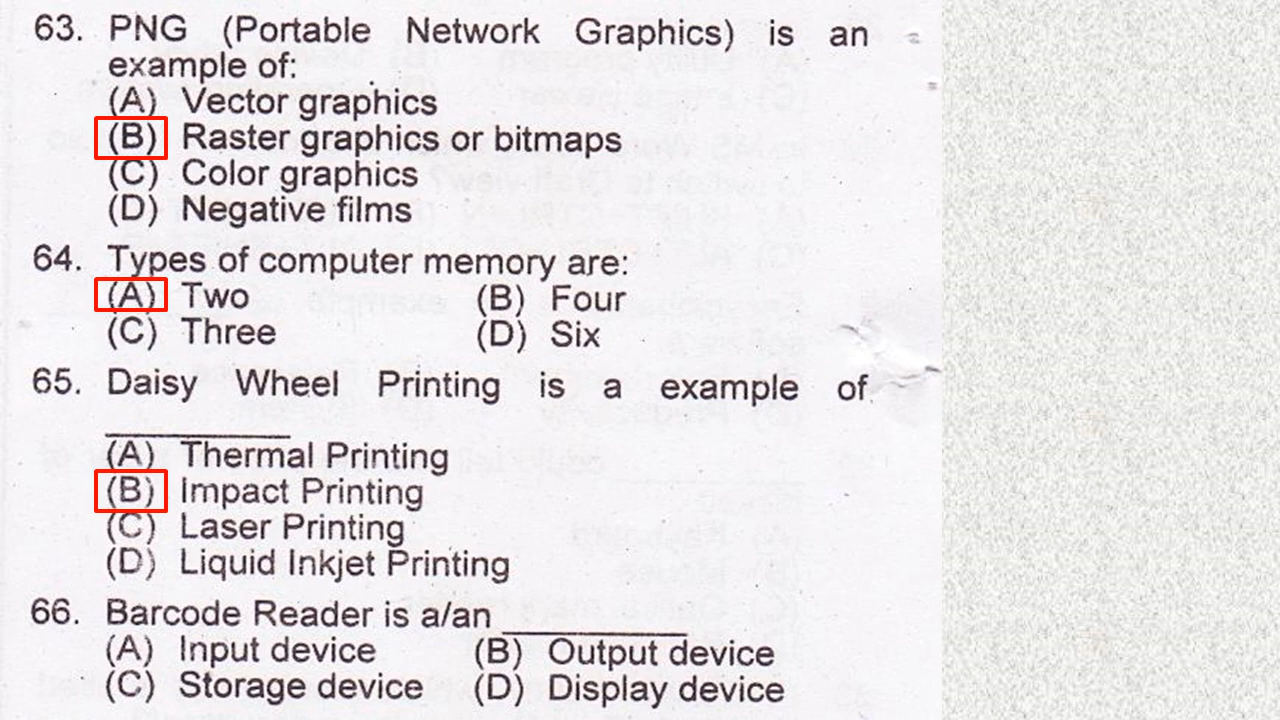 63. PNG (Portable Network Graphics) is an
example of:
(A) Vector graphics
(B) Raster graphics or bitmaps
(C) Color graphics
(D) Negative films
64. Types of computer memory are:
(A) Two (B) Four
(C) Three (D) Six
65. Daisy Wheel Printing is a example of
____________
(A) Thermal Printing
(B) Impact Printing
(C) Laser Printing
(D) Liquid Inkjet Printing
66. Barcode Reader is a/an ____________
(A) Input device (B) Output device
(C) Storage device (D) Display device